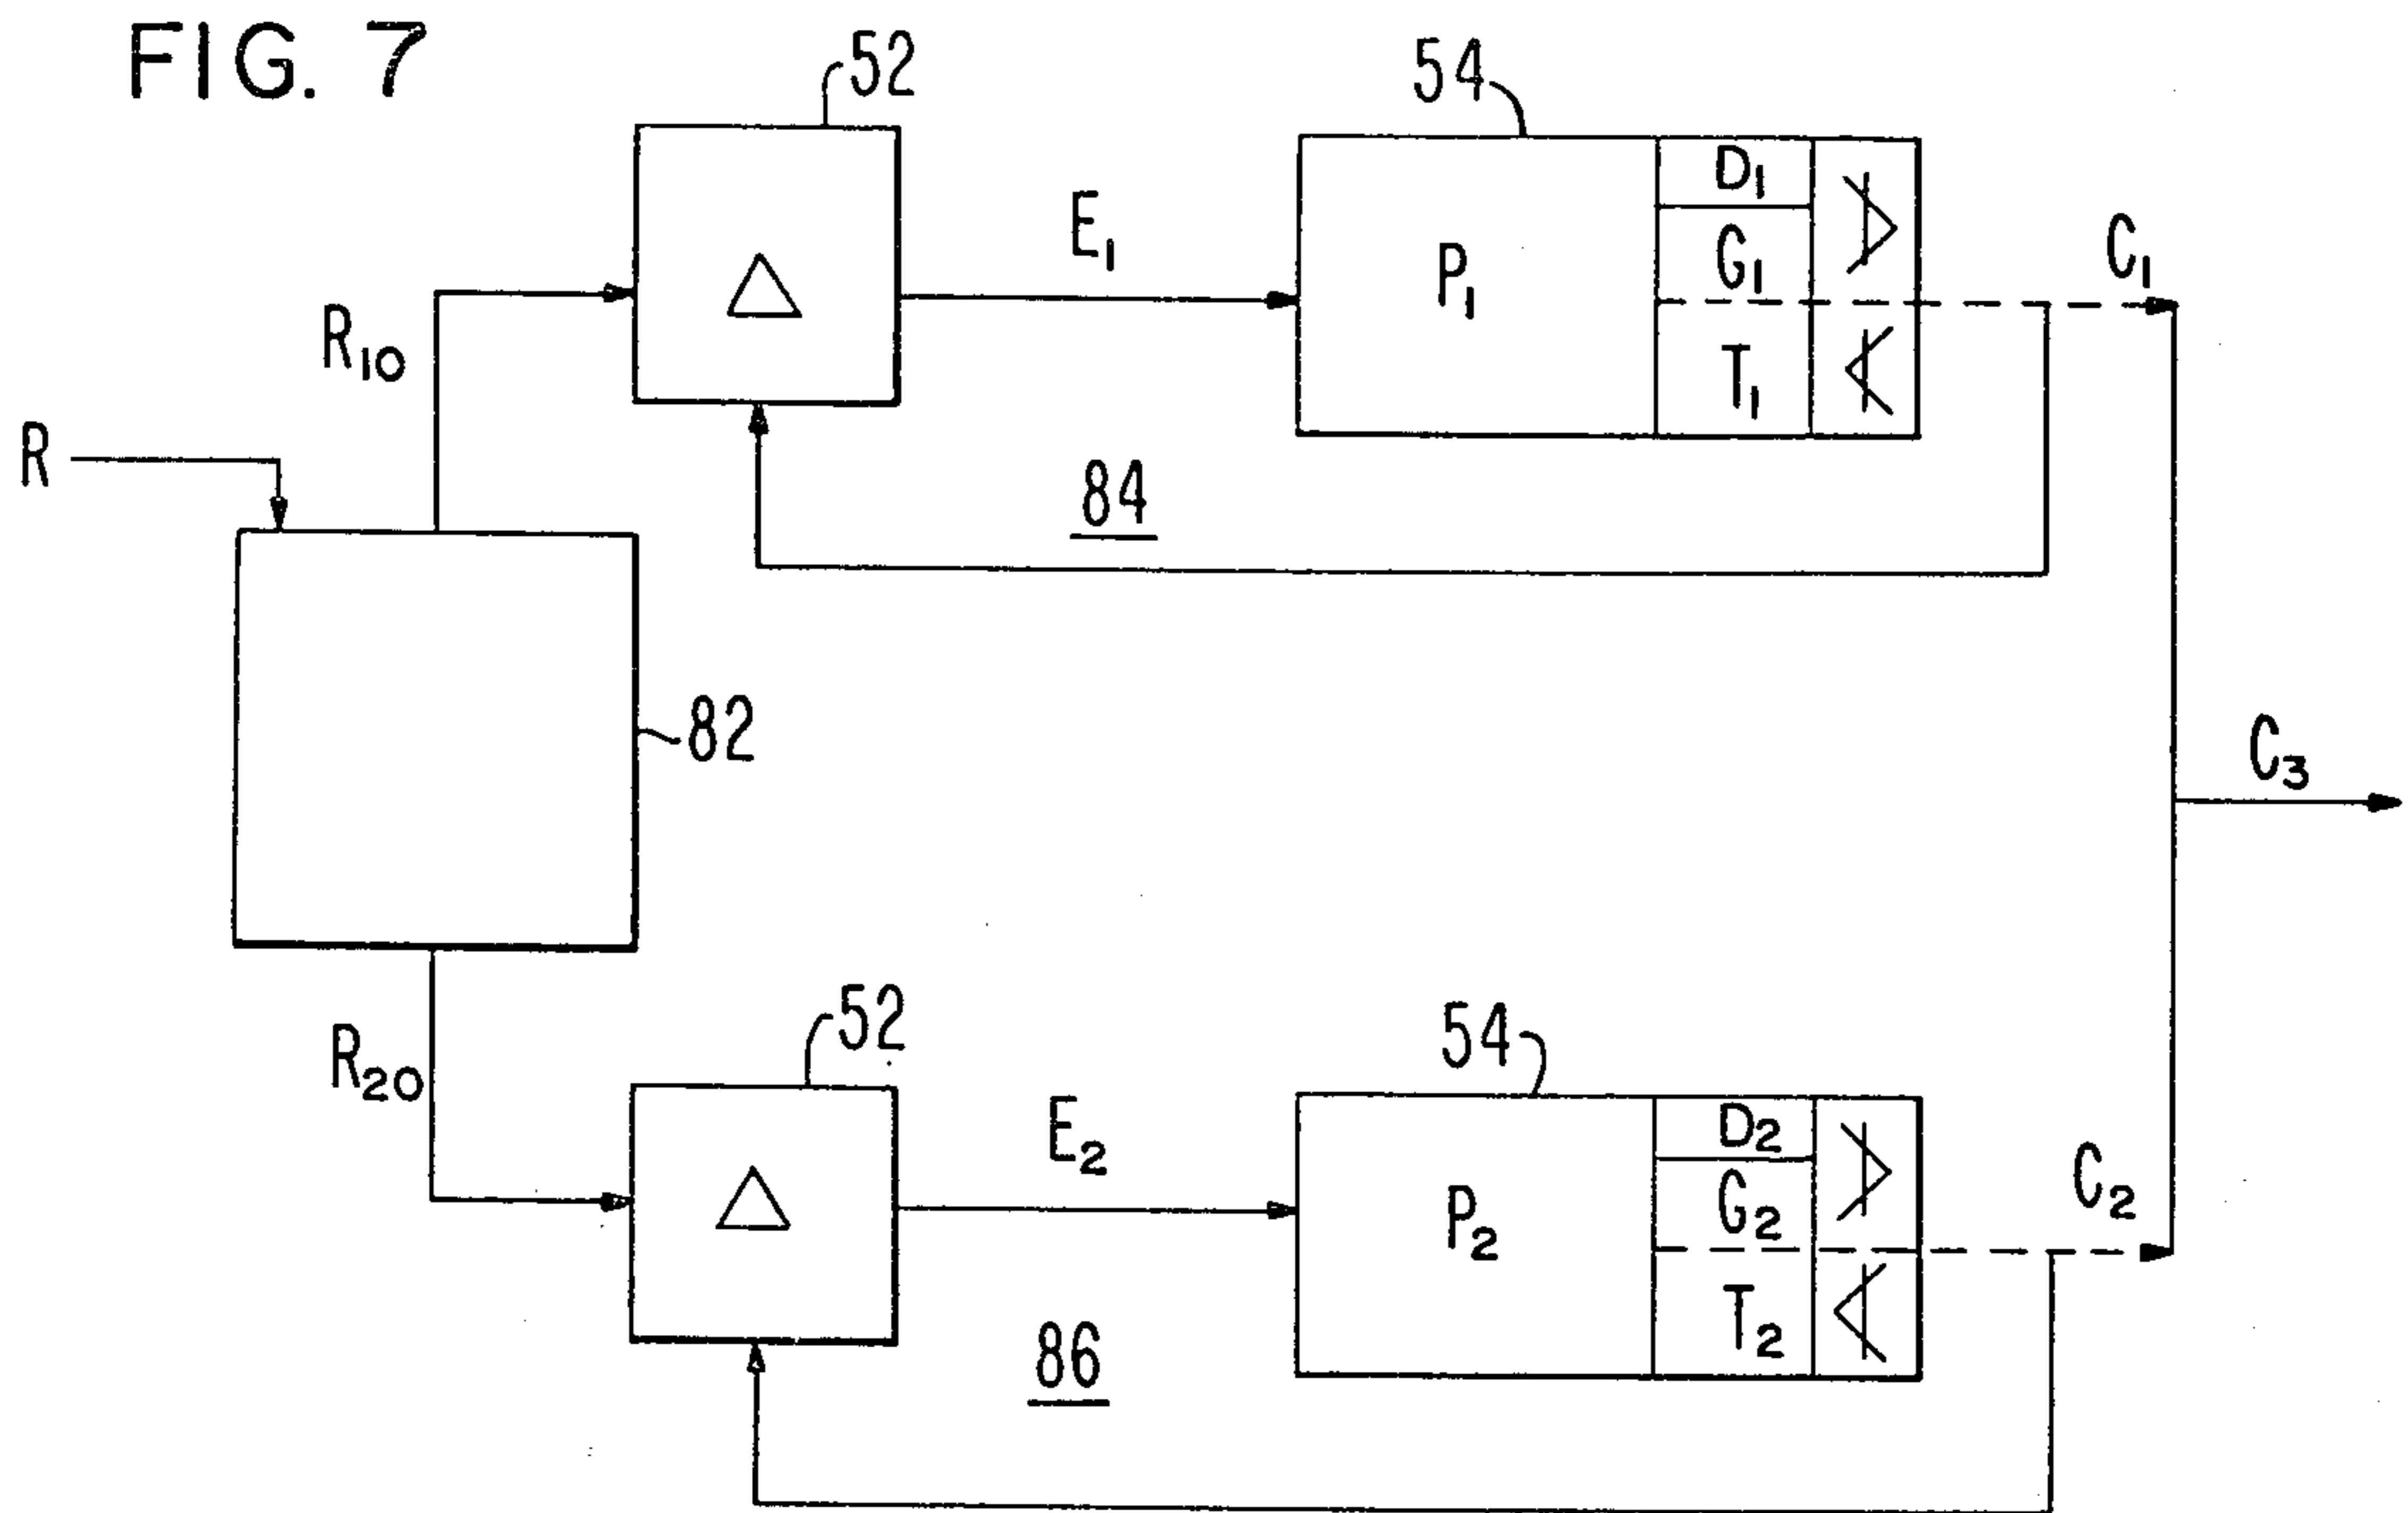 FIG. 7
52
54
D₁
E₁
P₁
G₁
C₁
R₁₀
T₁
R
84
82
C₃
52
54
R₂₀
E₂
D₂
P₂
G₂
C₂
T₂
86